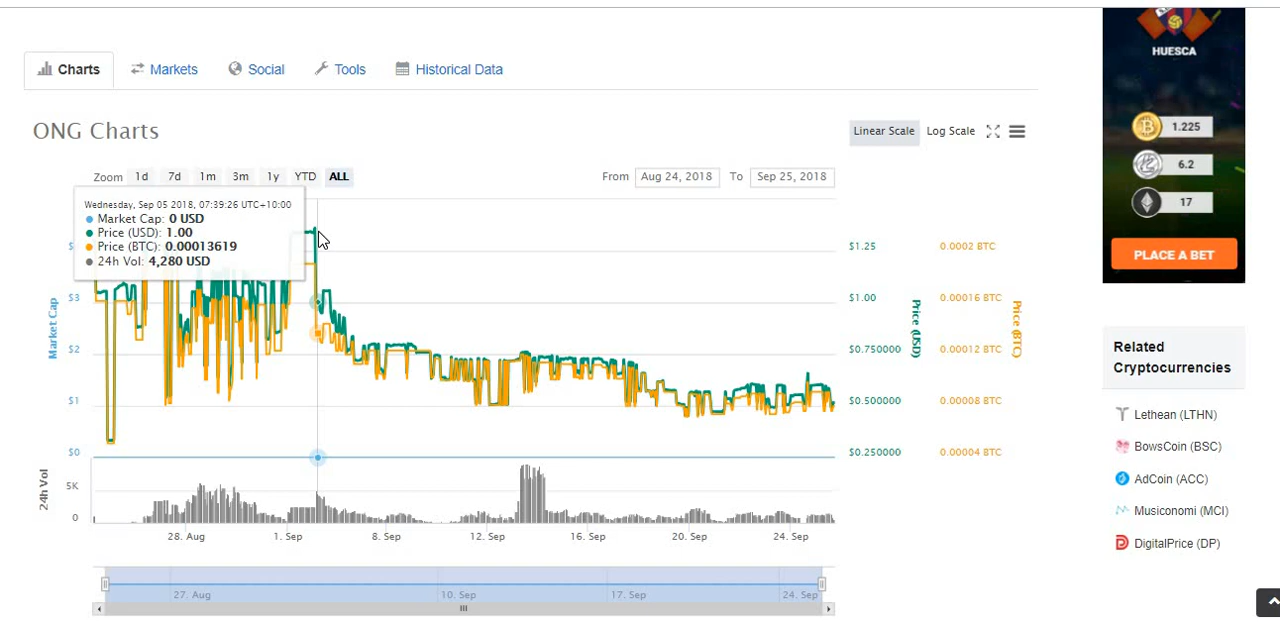 HUESCA
1.225
6.2
17
PLACE A BET
Charts
Markets
Social
Tools
Historical Data
ONG Charts
Linear Scale
Log Scale
Zoom 1d 7d 1m 3m 1y YTD ALL
From Aug 24, 2018 To Sep 25, 2018
Wednesday, Sep 05 2018, 07:39:26 UTC+10:00
Market Cap: 0 USD
Price (USD): 1.00
Price (BTC): 0.00013619
24h Vol: 4,280 USD
Market Cap
$3
$2
$1
$0
24h Vol
5K
0
$1.25
$1.00
$0.750000
$0.500000
$0.250000
Price (USD)
0.0002 BTC
0.00016 BTC
0.00012 BTC
0.00008 BTC
0.00004 BTC
Price (BTC)
28. Aug
1. Sep
8. Sep
12. Sep
16. Sep
20. Sep
24. Sep
27. Aug
10. Sep
17. Sep
24. Sep
Related
Cryptocurrencies
Lethean (LTHN)
BowsCoin (BSC)
AdCoin (ACC)
Musiconomi (MCI)
DigitalPrice (DP)